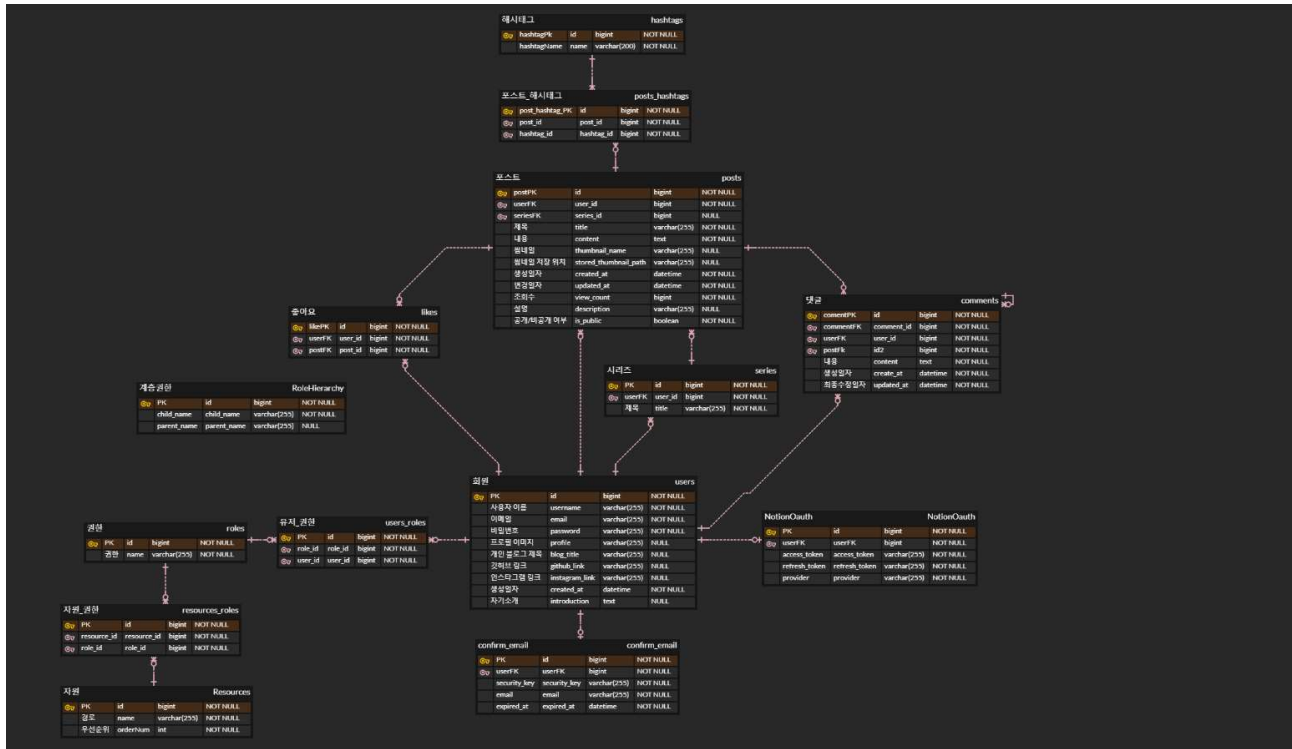 해시태그 hashtags
hashtagPk id bigint NOT NULL
hashtagName name varchar(200) NOT NULL
포스트_해시태그 posts_hashtags
post_hashtag_PK id bigint NOT NULL
post_id post_id bigint NOT NULL
hashtag_id hashtag_id bigint NOT NULL
포스트 posts
postPK id bigint NOT NULL
userFK user_id bigint NOT NULL
seriesFK series_id bigint NULL
제목 title varchar(255) NOT NULL
내용 content text NOT NULL
썸네일 thumbnail_name varchar(255) NULL
썸네일 저장 위치 stored_thumbnail_path varchar(255) NULL
생성일자 created_at datetime NOT NULL
변경일자 updated_at datetime NOT NULL
조회수 view_count bigint NOT NULL
설명 description varchar(255) NULL
공개/비공개 여부 is_public boolean NOT NULL
좋아요 likes
likePK id bigint NOT NULL
userFK user_id bigint NOT NULL
postFK post_id bigint NOT NULL
댓글 comments
comentPK id bigint NOT NULL
commentFK comment_id bigint NOT NULL
userFK user_id bigint NOT NULL
postFk id2 bigint NOT NULL
내용 content text NOT NULL
생성일자 create_at datetime NOT NULL
최종수정일자 updated_at datetime NOT NULL
시리즈 series
PK id bigint NOT NULL
userFK user_id bigint NOT NULL
제목 title varchar(255) NOT NULL
계층권한 RoleHierarchy
PK id bigint NOT NULL
child_name child_name varchar(255) NOT NULL
parent_name parent_name varchar(255) NULL
회원 users
PK id bigint NOT NULL
사용자 이름 username varchar(255) NOT NULL
이메일 email varchar(255) NOT NULL
비밀번호 password varchar(255) NOT NULL
프로필 이미지 profile varchar(255) NULL
개인 블로그 제목 blog_title varchar(255) NULL
깃허브 링크 github_link varchar(255) NULL
인스타그램 링크 instagram_link varchar(255) NULL
생성일자 created_at datetime NOT NULL
자기소개 introduction text NULL
권한 roles
PK id bigint NOT NULL
권한 name varchar(255) NOT NULL
유저_권한 users_roles
PK id bigint NOT NULL
role_id role_id bigint NOT NULL
user_id user_id bigint NOT NULL
NotionOauth NotionOauth
PK id bigint NOT NULL
userFK userFK bigint NOT NULL
access_token access_token varchar(255) NOT NULL
refresh_token refresh_token varchar(255) NOT NULL
provider provider varchar(255) NOT NULL
자원_권한 resources_roles
PK id bigint NOT NULL
resource_id resource_id bigint NOT NULL
role_id role_id bigint NOT NULL
confirm_email confirm_email
PK id bigint NOT NULL
userFK userFK bigint NOT NULL
security_key security_key varchar(255) NOT NULL
email email varchar(255) NOT NULL
expired_at expired_at datetime NOT NULL
자원 Resources
PK id bigint NOT NULL
경로 name varchar(255) NOT NULL
우선순위 orderNum int NOT NULL